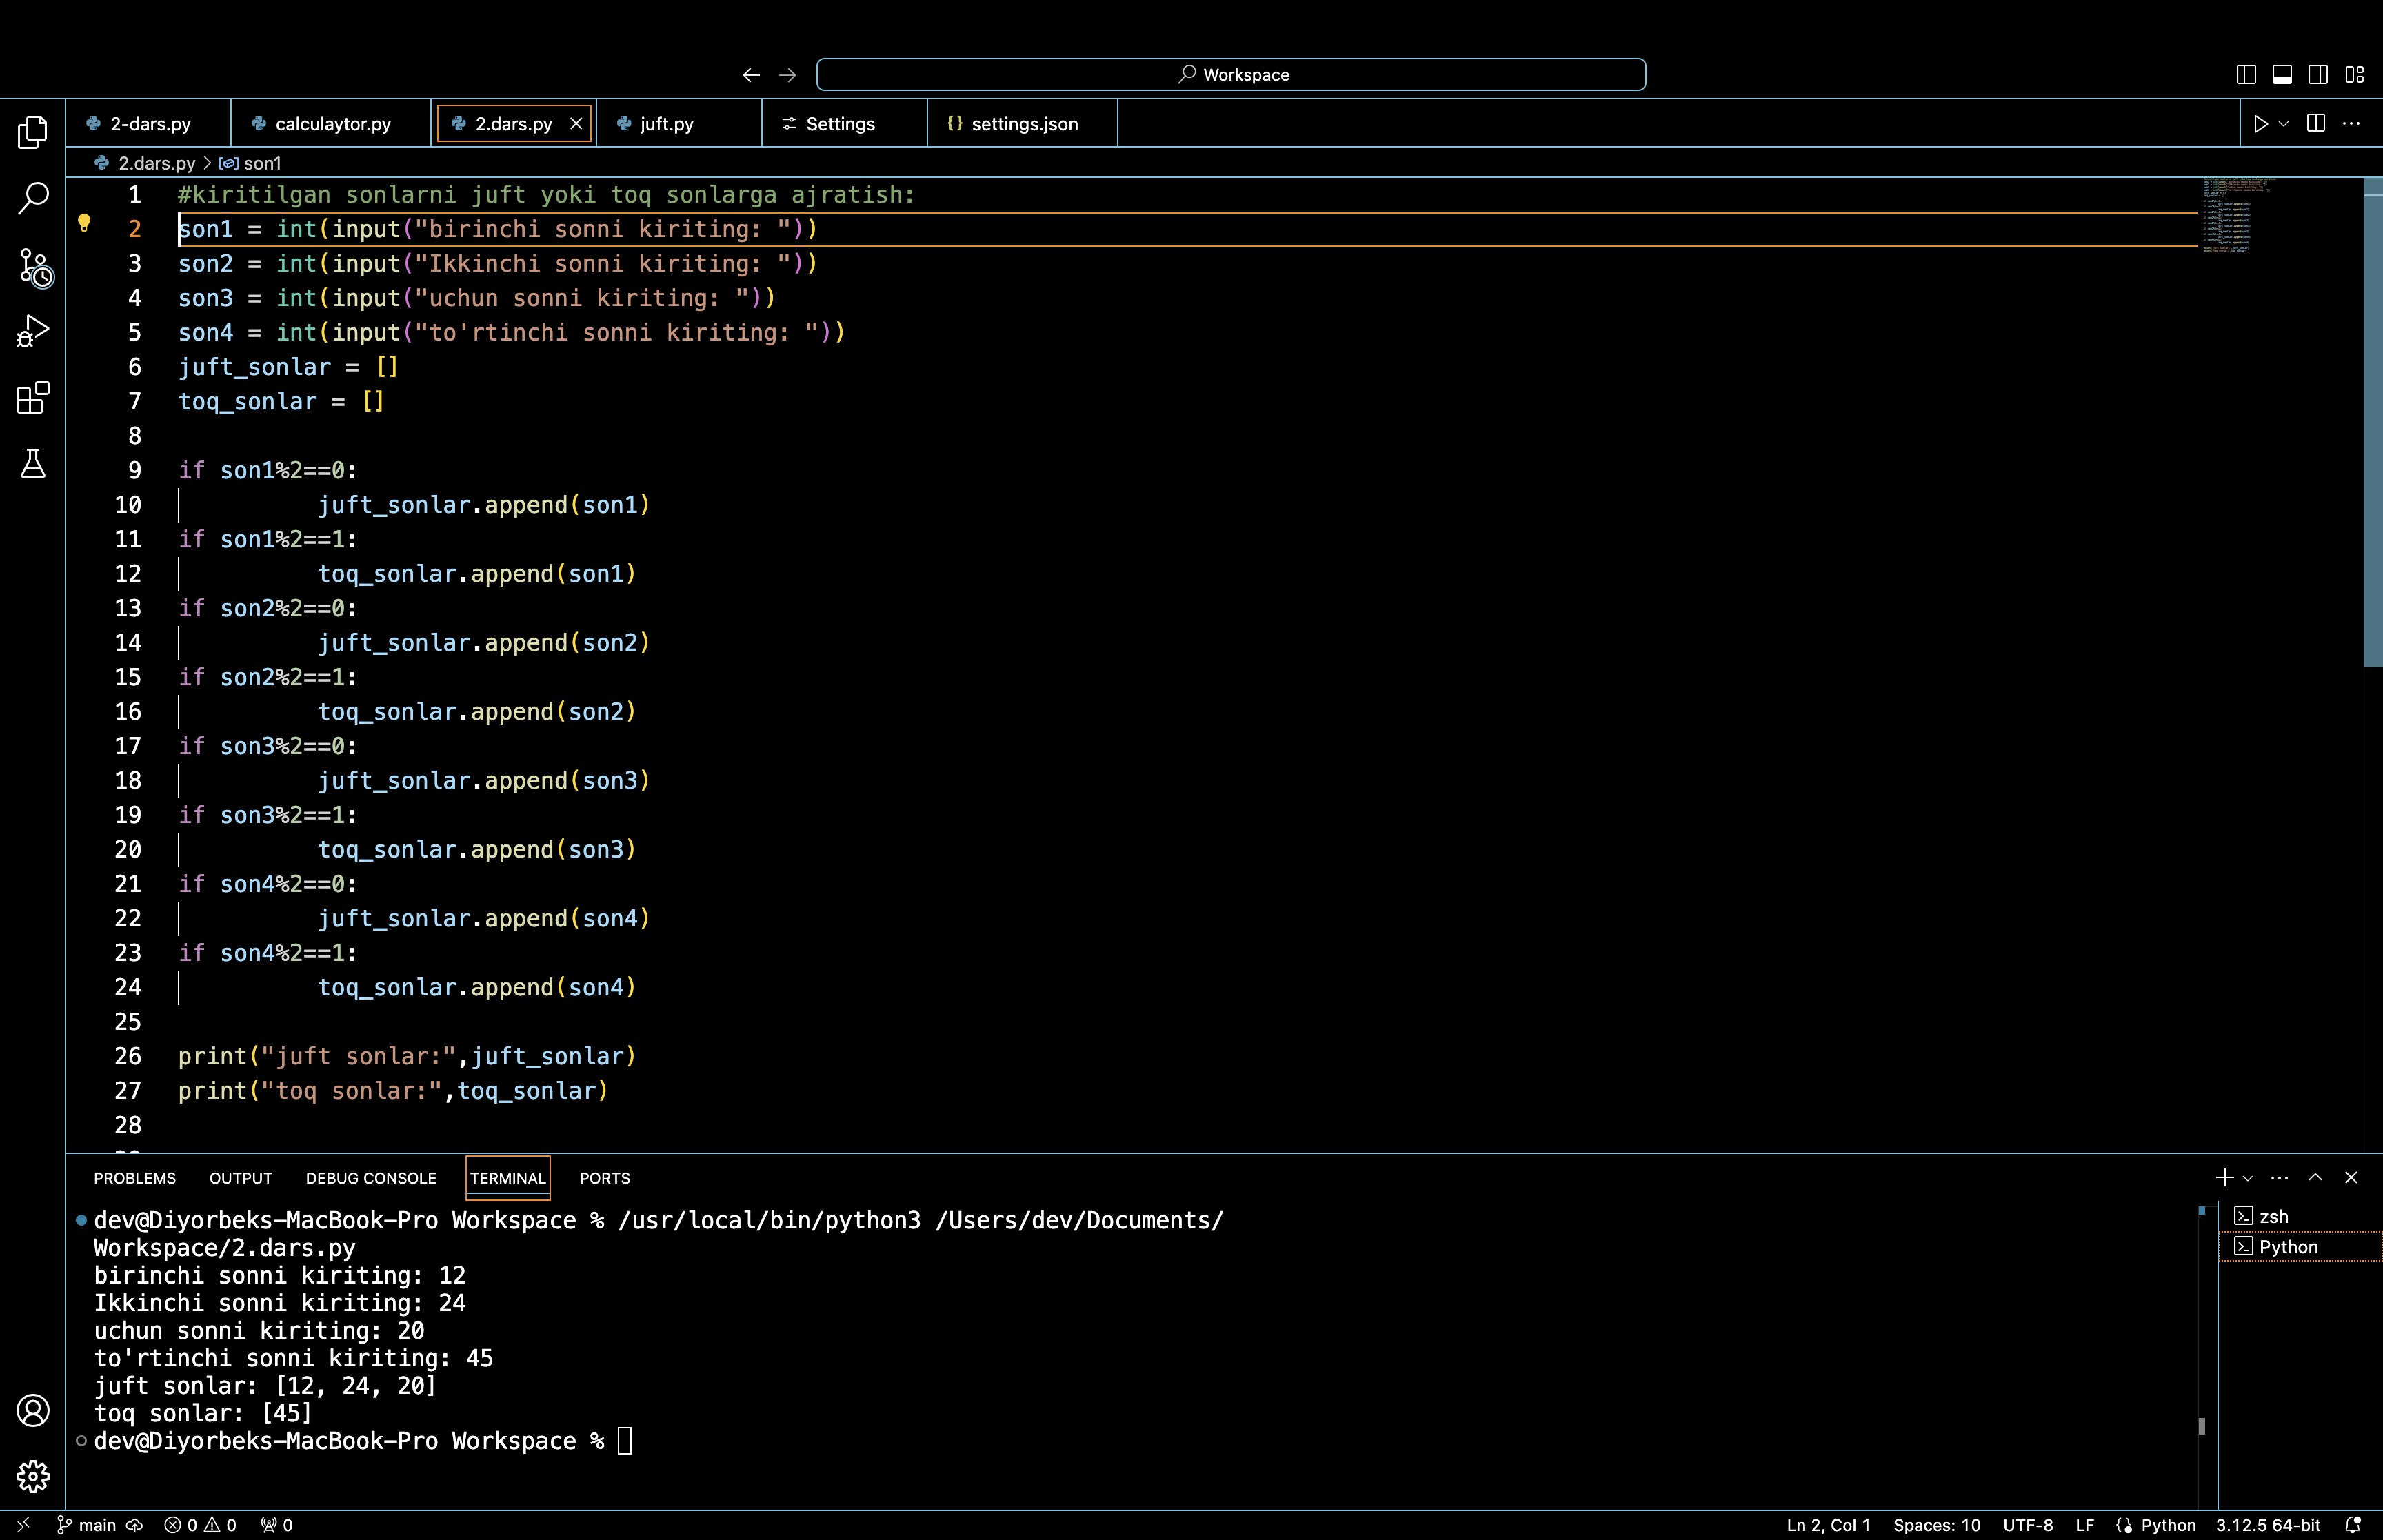 Workspace
2-dars.py calculaytor.py 2.dars.py juft.py Settings {} settings.json
2.dars.py > son1
1 #kiritilgan sonlarni juft yoki toq sonlarga ajratish:
2 son1 = int(input("birinchi sonni kiriting: "))
3 son2 = int(input("Ikkinchi sonni kiriting: "))
4 son3 = int(input("uchun sonni kiriting: "))
5 son4 = int(input("to'rtinchi sonni kiriting: "))
6 juft_sonlar = []
7 toq_sonlar = []
8
9 if son1%2==0:
10 juft_sonlar.append(son1)
11 if son1%2==1:
12 toq_sonlar.append(son1)
13 if son2%2==0:
14 juft_sonlar.append(son2)
15 if son2%2==1:
16 toq_sonlar.append(son2)
17 if son3%2==0:
18 juft_sonlar.append(son3)
19 if son3%2==1:
20 toq_sonlar.append(son3)
21 if son4%2==0:
22 juft_sonlar.append(son4)
23 if son4%2==1:
24 toq_sonlar.append(son4)
25
26 print("juft sonlar:",juft_sonlar)
27 print("toq sonlar:",toq_sonlar)
28
PROBLEMS OUTPUT DEBUG CONSOLE TERMINAL PORTS
dev@Diyorbeks-MacBook-Pro Workspace % /usr/local/bin/python3 /Users/dev/Documents/
Workspace/2.dars.py
birinchi sonni kiriting: 12
Ikkinchi sonni kiriting: 24
uchun sonni kiriting: 20
to'rtinchi sonni kiriting: 45
juft sonlar: [12, 24, 20]
toq sonlar: [45]
dev@Diyorbeks-MacBook-Pro Workspace %
zsh
Python
main 0 0 0 Ln 2, Col 1 Spaces: 10 UTF-8 LF Python 3.12.5 64-bit